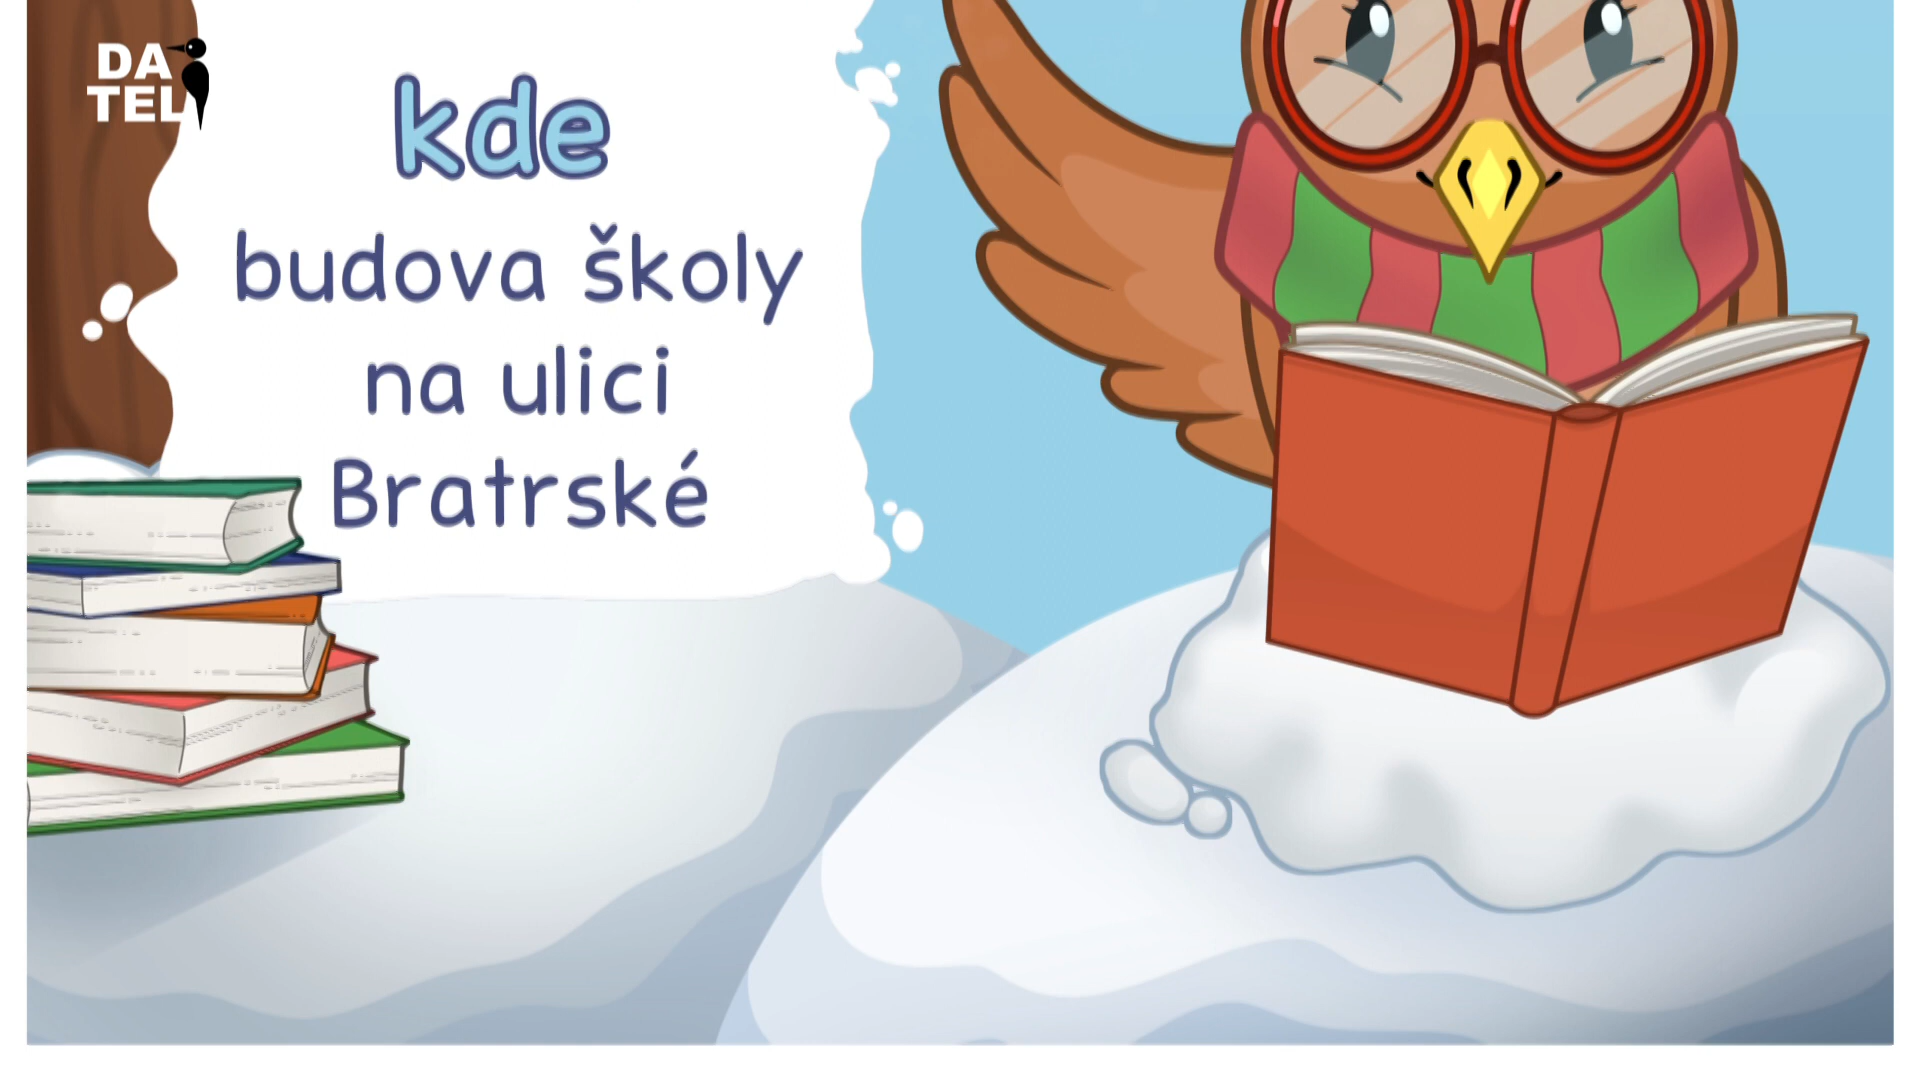 DA
TEL
kde
budova školy
na ulici
Bratrské